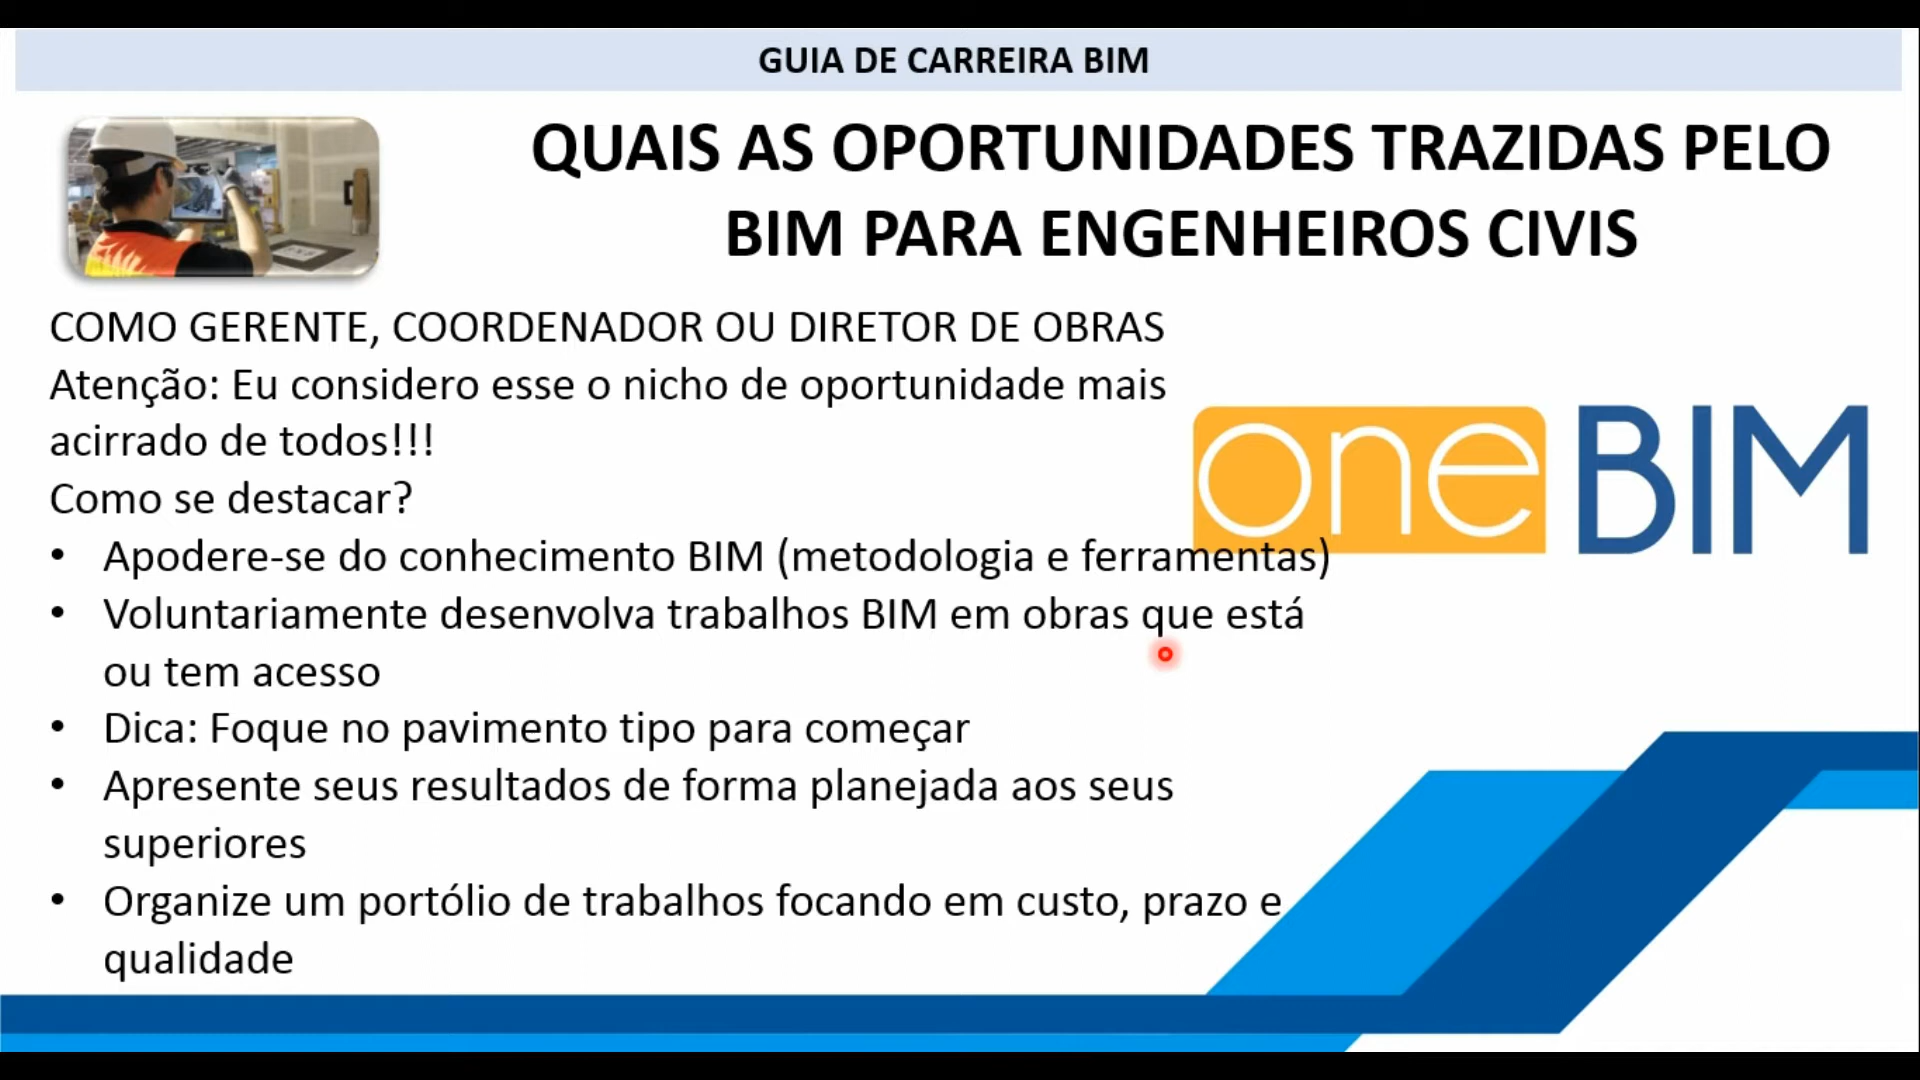 GUIA DE CARREIRA BIM
QUAIS AS OPORTUNIDADES TRAZIDAS PELO
BIM PARA ENGENHEIROS CIVIS
COMO GERENTE, COORDENADOR OU DIRETOR DE OBRAS
Atenção: Eu considero esse o nicho de oportunidade mais
acirrado de todos!!!
one BIM
Como se destacar?
• Apodere-se do conhecimento BIM (metodologia e ferramentas)
• Voluntariamente desenvolva trabalhos BIM em obras que está
ou tem acesso
• Dica: Foque no pavimento tipo para começar
• Apresente seus resultados de forma planejada aos seus
superiores
• Organize um portólio de trabalhos focando em custo, prazo e
qualidade